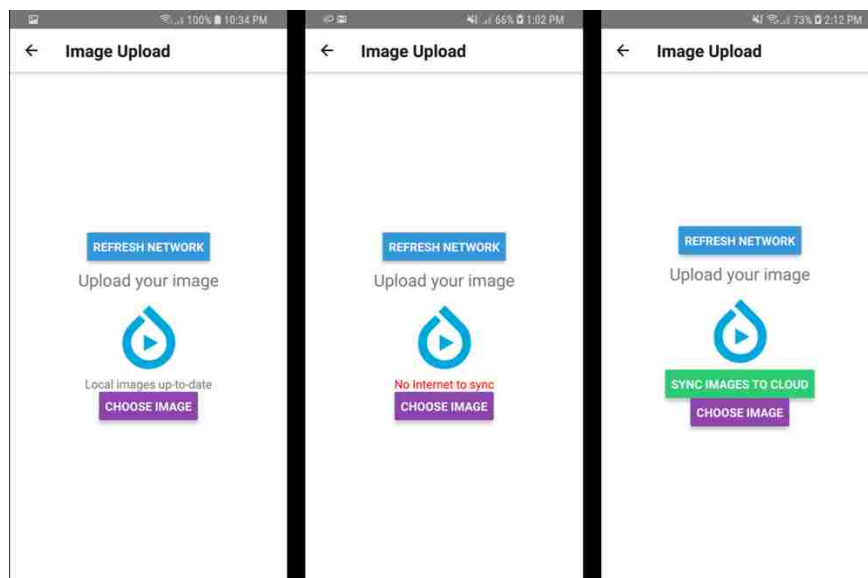 100% 10:34 PM
Image Upload
REFRESH NETWORK
Upload your image
Local images up-to-date
CHOOSE IMAGE
66% 1:02 PM
Image Upload
REFRESH NETWORK
Upload your image
No Internet to sync
CHOOSE IMAGE
73% 2:12 PM
Image Upload
REFRESH NETWORK
Upload your image
SYNC IMAGES TO CLOUD
CHOOSE IMAGE